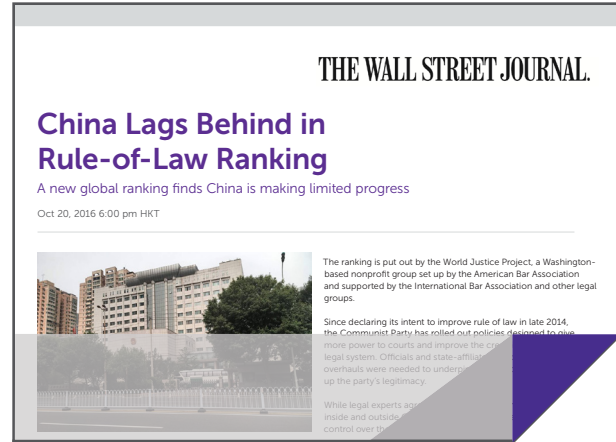 THE WALL STREET JOURNAL.
China Lags Behind in
Rule-of-Law Ranking
A new global ranking finds China is making limited progress
Oct 20, 2016 6:00 pm HKT
The ranking is put out by the World Justice Project, a Washington-
based nonprofit group set up by the American Bar Association
and supported by the International Bar Association and other legal
groups.
Since declaring its intent to improve rule of law in late 2014,
the Communist Party has rolled out policies designed to give
more power to courts and improve the
legal system. Officials and
overhauls were needed to
up the party's legitimacy.
While legal experts
inside and outside
control over